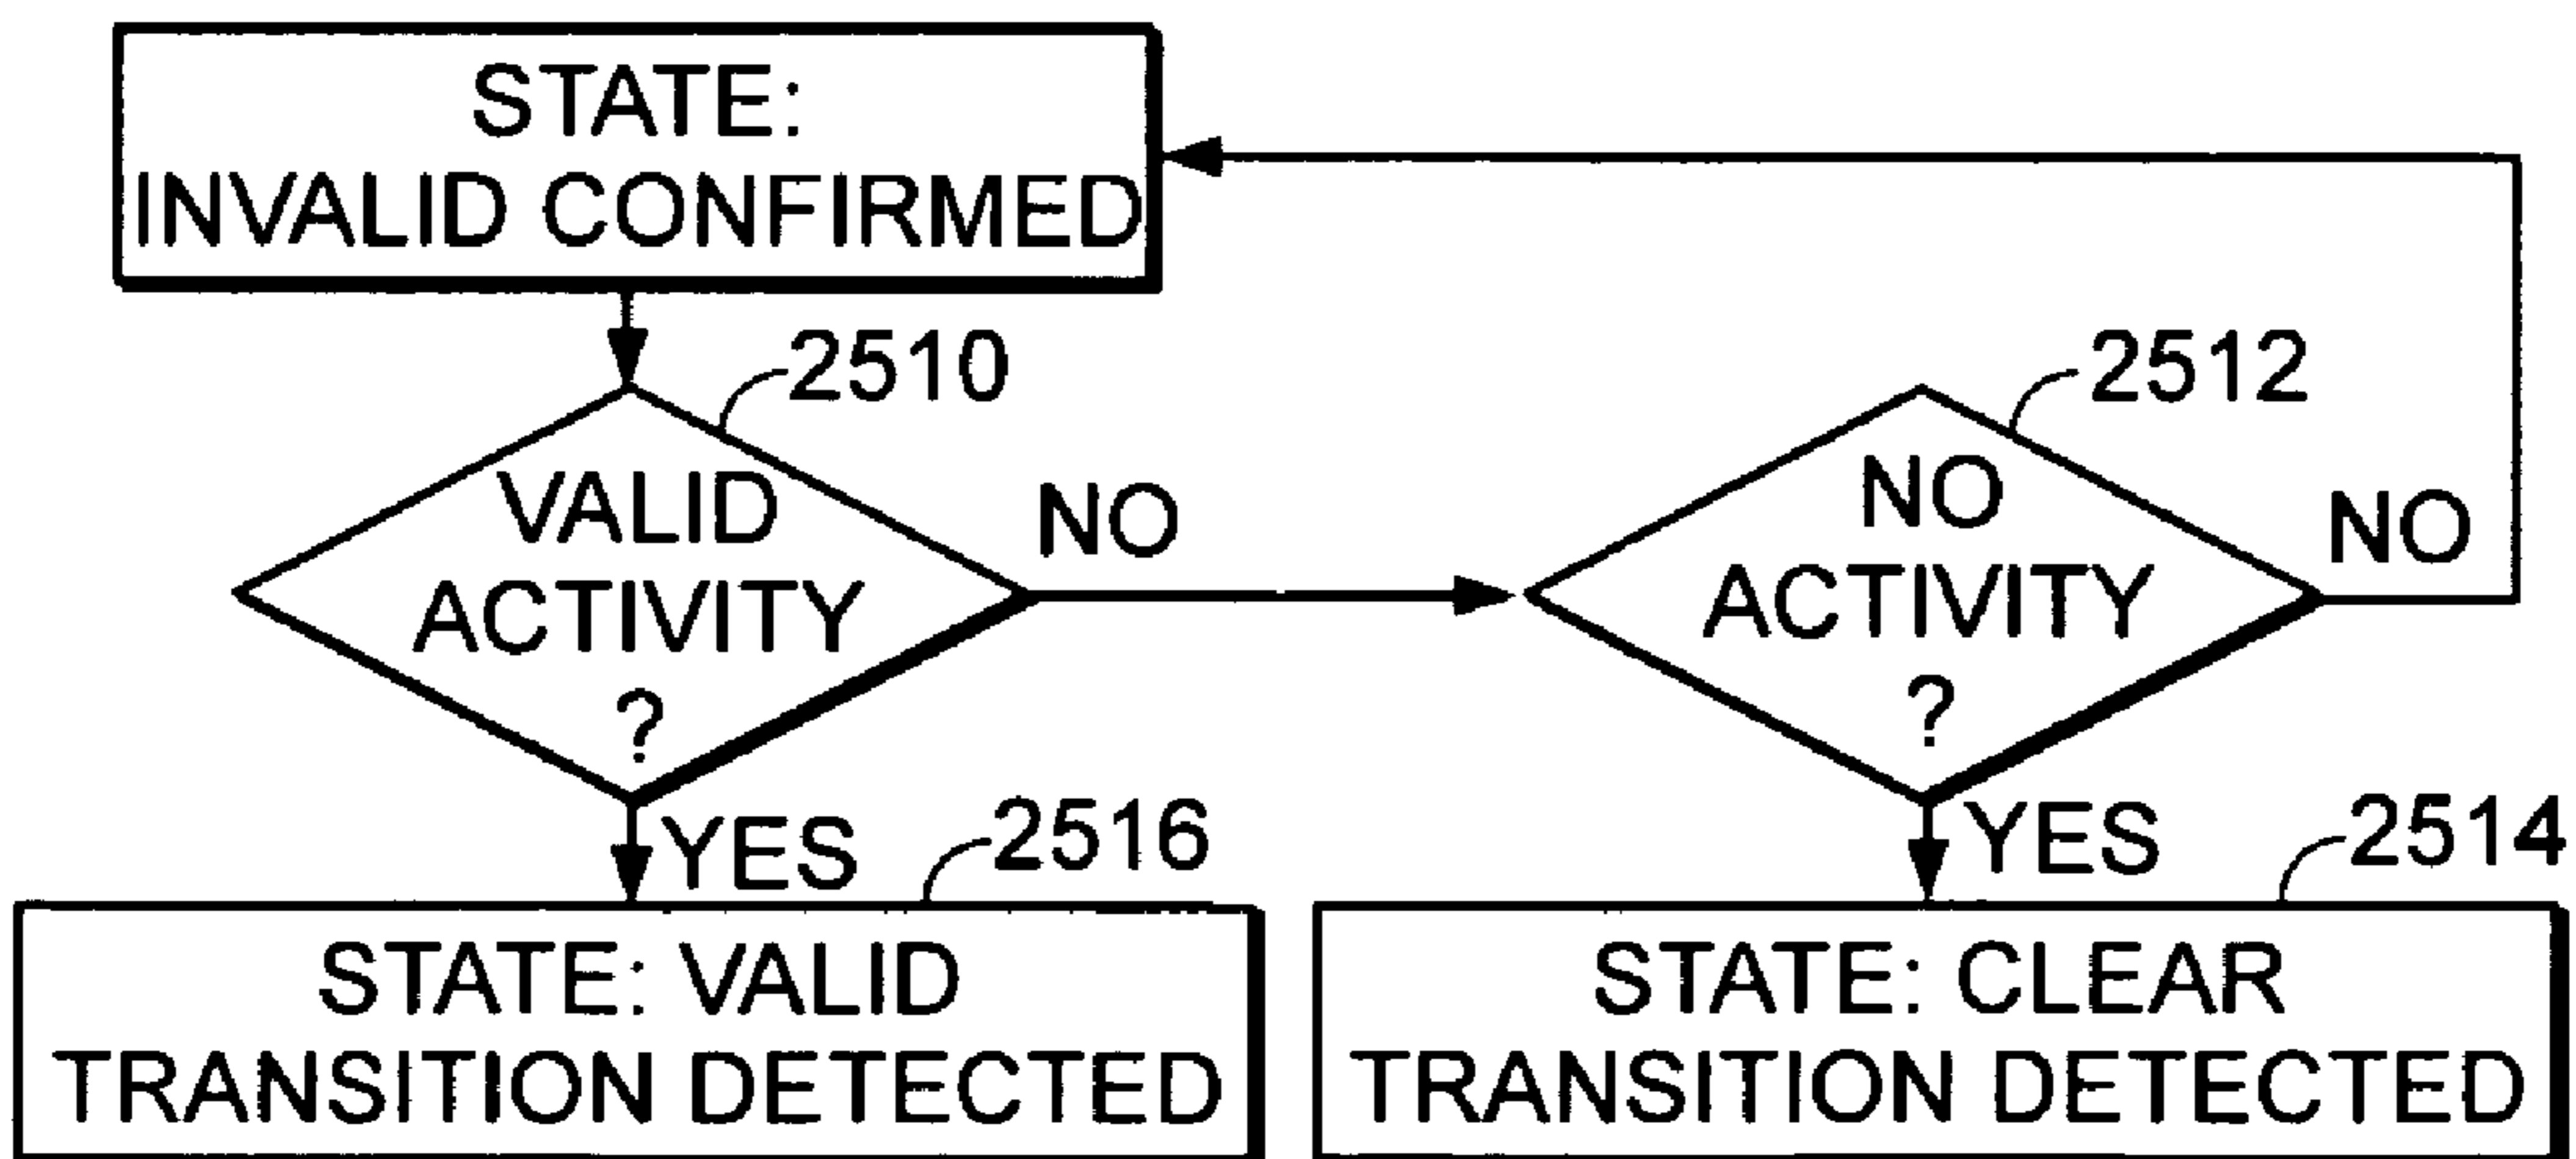 STATE:
INVALID CONFIRMED
2510
2512
VALID
ACTIVITY
?
NO
NO
ACTIVITY
?
NO
YES
2516
YES
2514
STATE: VALID
TRANSITION DETECTED
STATE: CLEAR
TRANSITION DETECTED